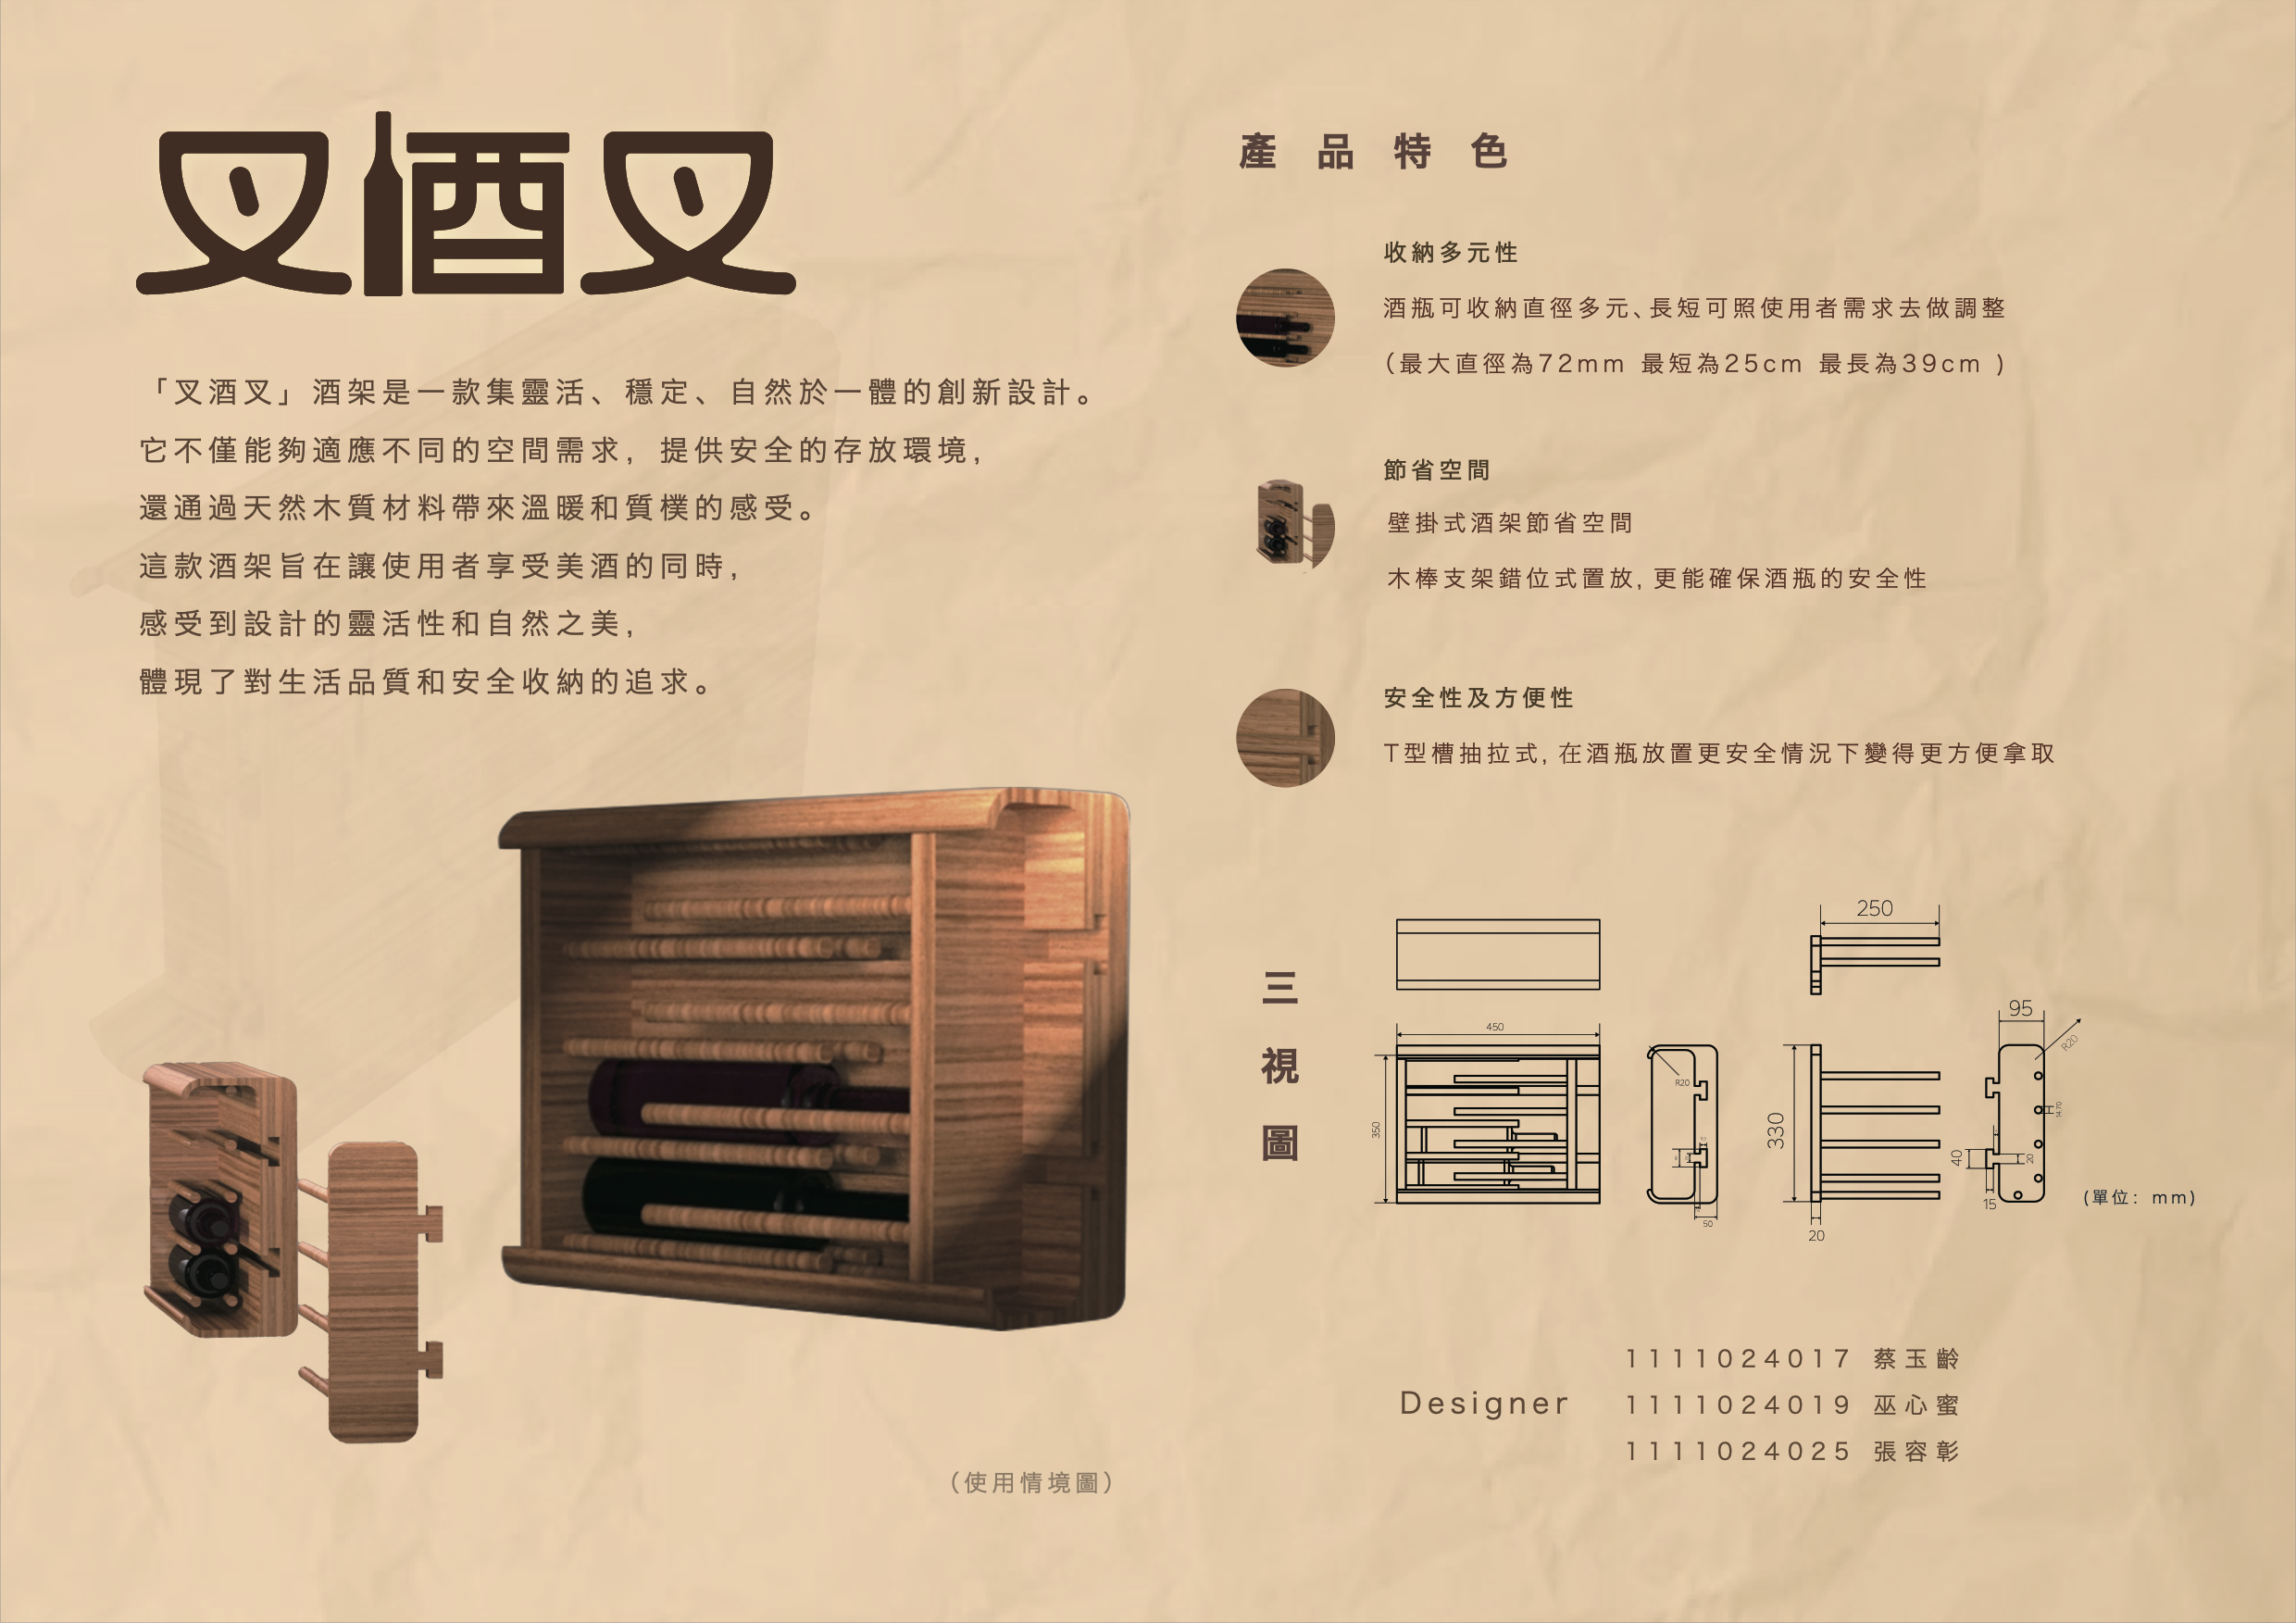 叉酒叉
「叉酒叉」酒架是一款集靈活、穩定、自然於一體的創新設計。
它不僅能夠適應不同的空間需求，提供安全的存放環境，
還通過天然木質材料帶來溫暖和質樸的感受。
這款酒架旨在讓使用者享受美酒的同時，
感受到設計的靈活性和自然之美，
體現了對生活品質和安全收納的追求。
(使用情境圖)
產品特色
收納多元性
酒瓶可收納直徑多元、長短可照使用者需求去做調整
(最大直徑為72mm 最短為25cm 最長為39cm )
節省空間
壁掛式酒架節省空間
木棒支架錯位式置放，更能確保酒瓶的安全性
安全性及方便性
T型槽抽拉式，在酒瓶放置更安全情況下變得更方便拿取
三視圖
250
450
350
R20
50
95
R20
330
40
20
15
20
(單位：mm)
Designer
1111024017 蔡玉齡
1111024019 巫心蜜
1111024025 張容彰